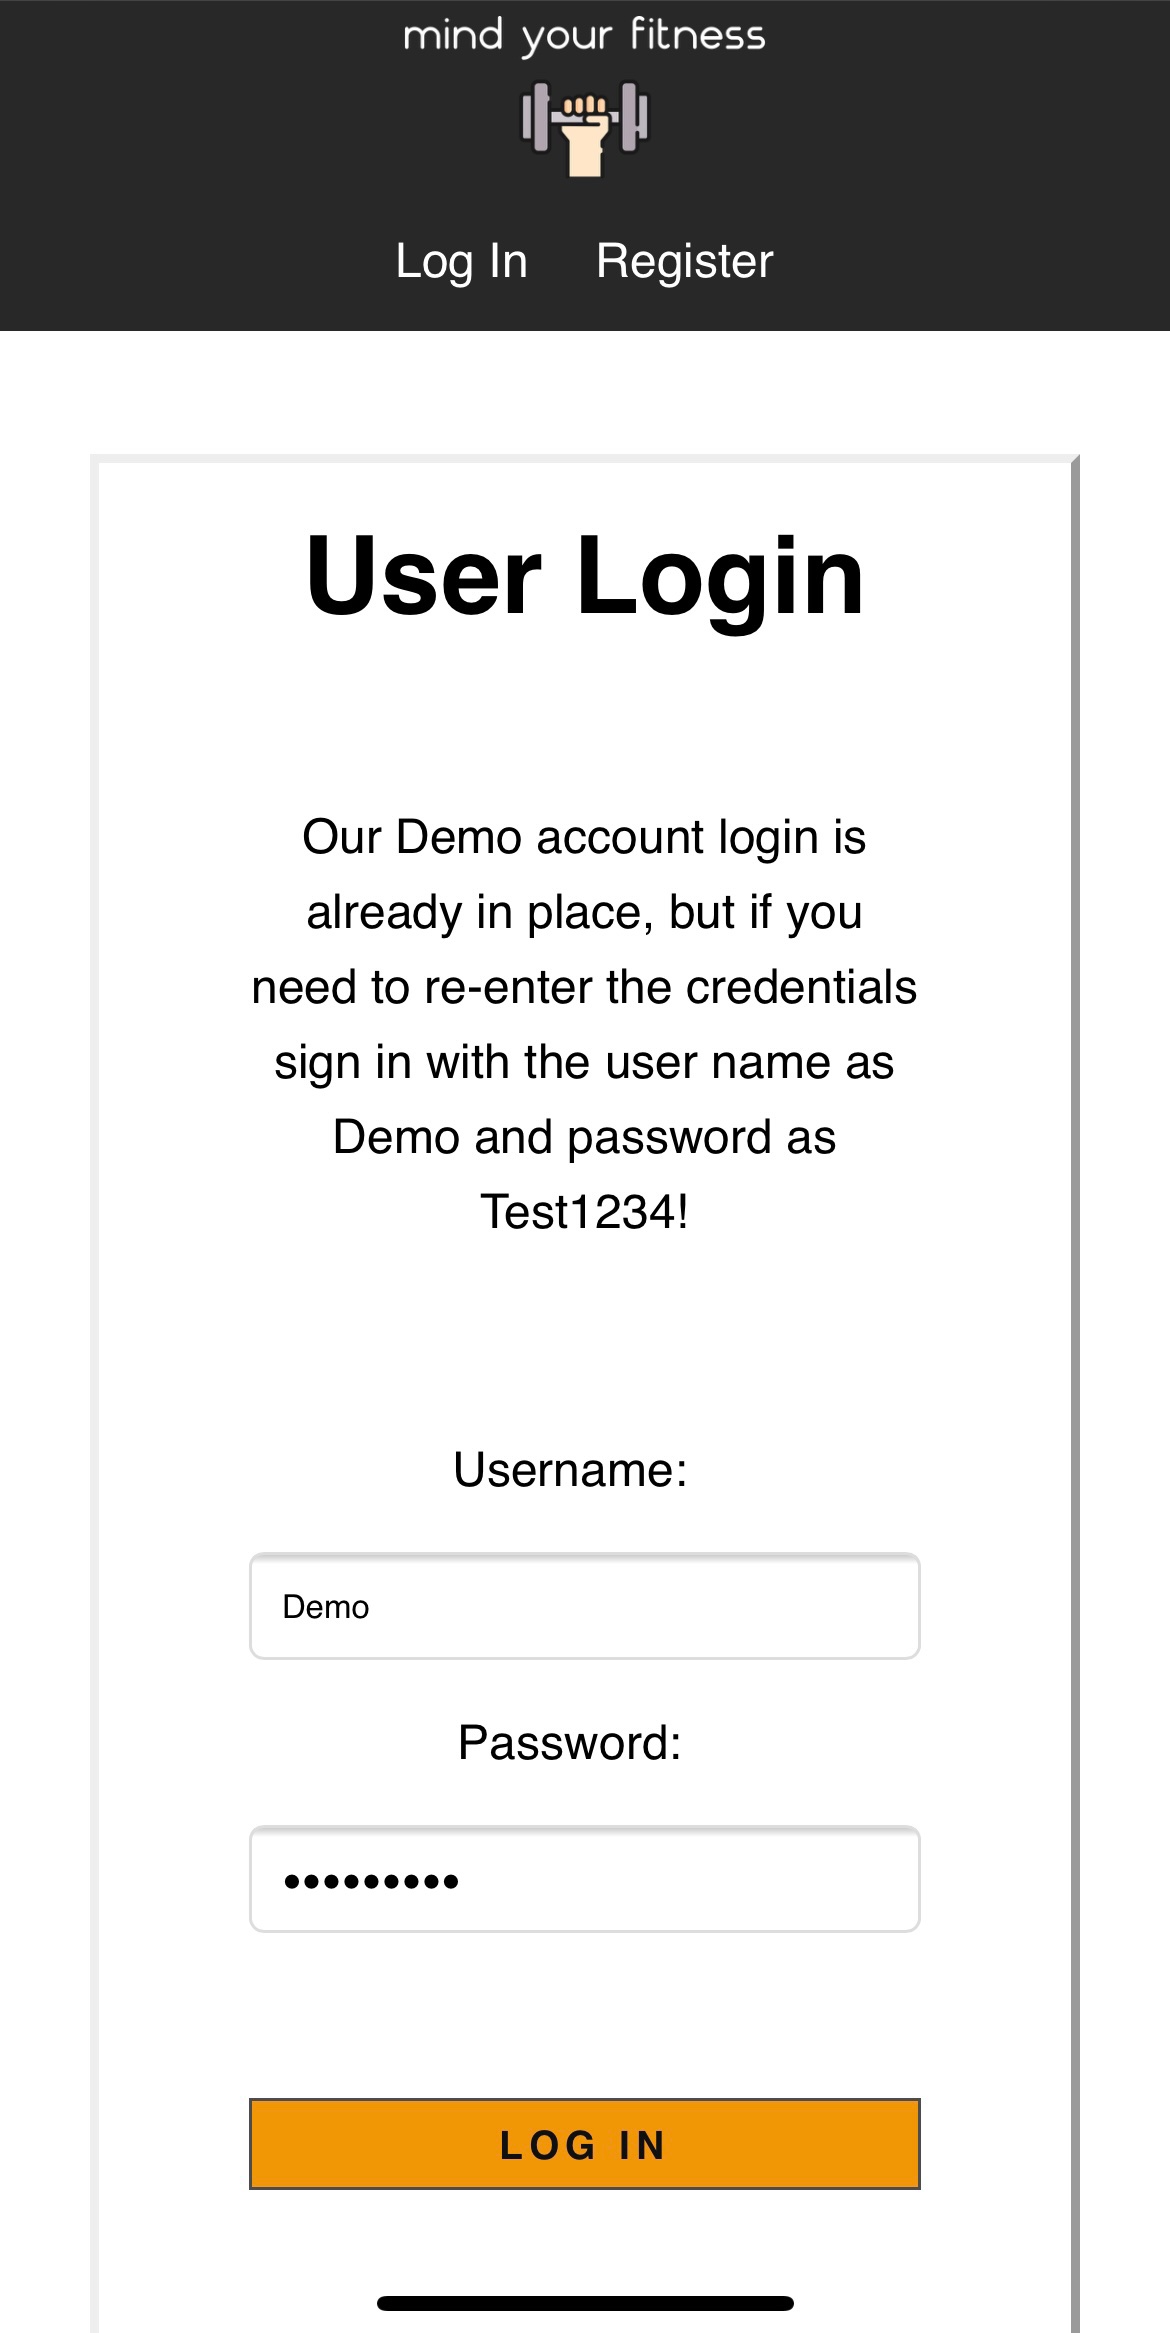 mind your fitness
Log In Register
User Login
Our Demo account login is
already in place, but if you
need to re-enter the credentials
sign in with the user name as
Demo and password as
Test1234!
Username:
Demo
Password:
•••••••••
LOG IN